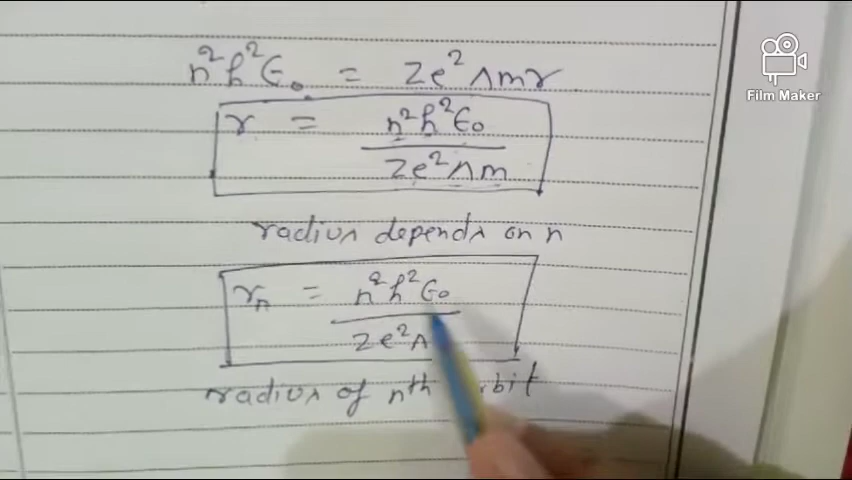 n²h²ϵ₀ = Ze²πmr
Film Maker
r = n²h²ϵ₀
Ze²πm
radius depends on n
rₙ = n²h²ϵ₀
Ze²π
radius of nth